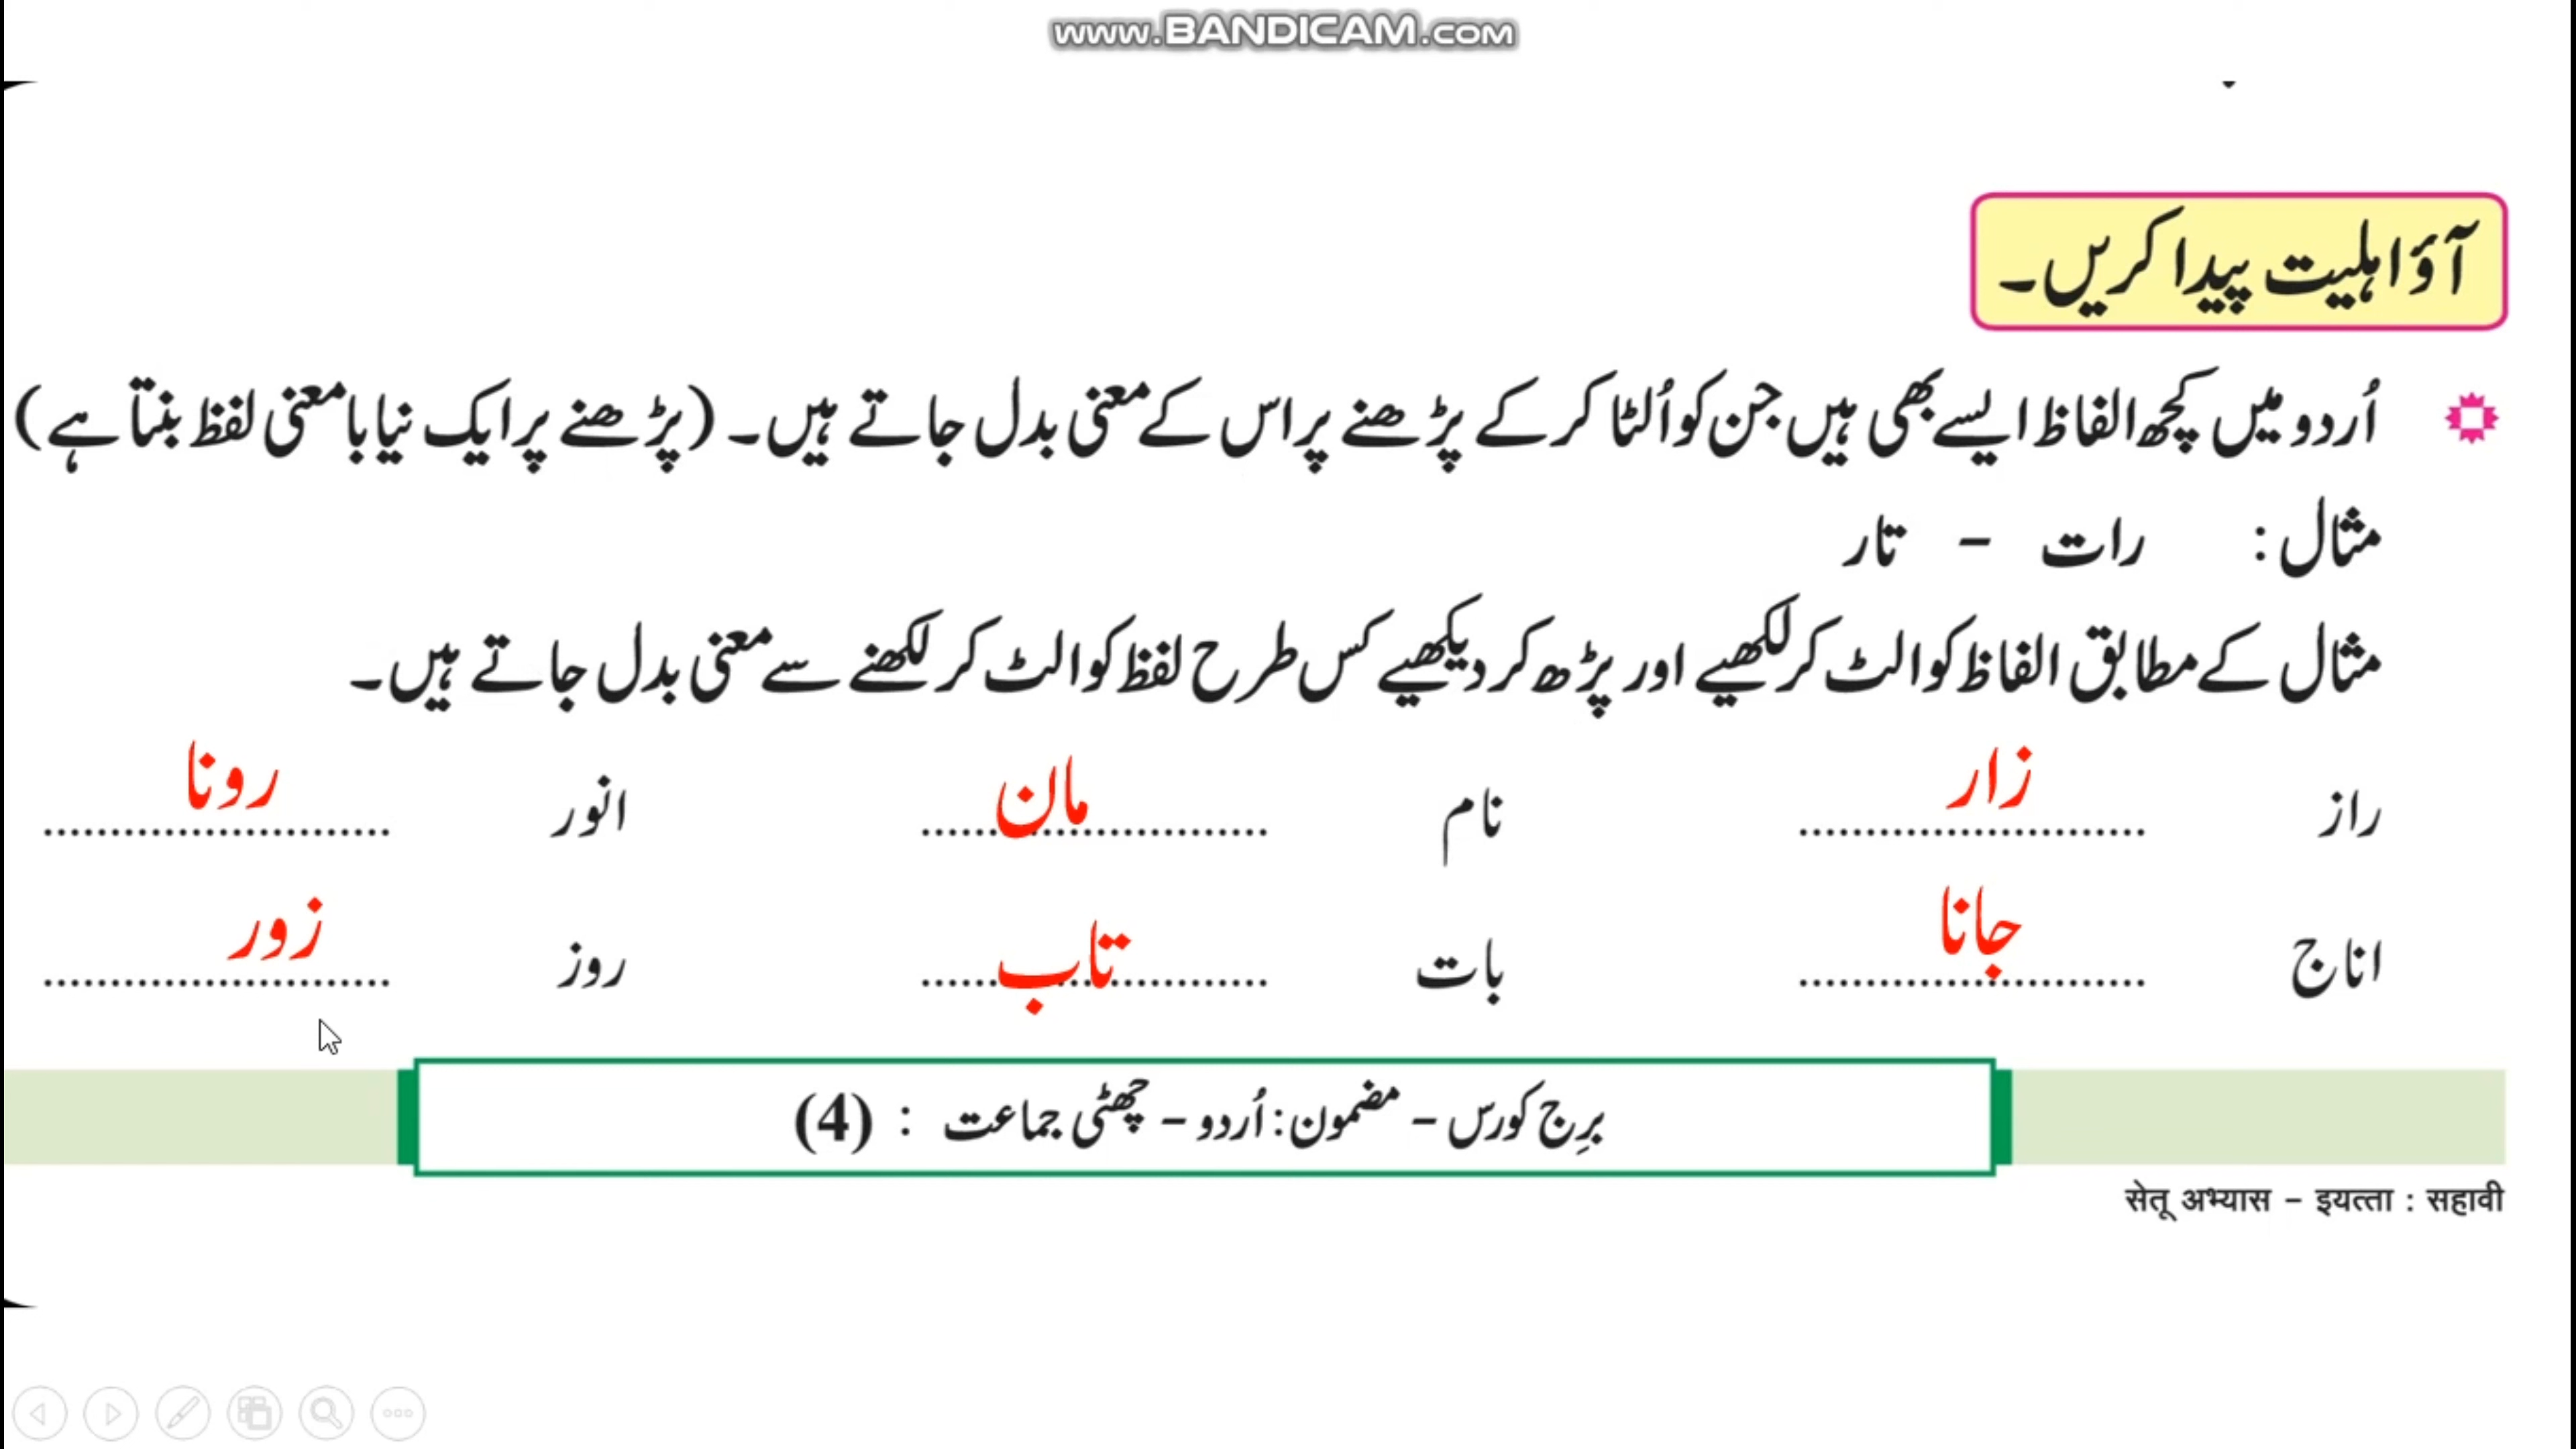 www.BANDICAM.com
آؤ اہلیت پیدا کریں۔
اُردو میں کچھ الفاظ ایسے بھی ہیں جن کو اُلٹا کر کے پڑھنے پر اس کے معنی بدل جاتے ہیں۔ (پڑھنے پر ایک نیا بامعنی لفظ بنتا ہے)
مثال : رات - تار
مثال کے مطابق الفاظ کو الٹ کر لکھیے اور پڑھ کر دیکھیے کس طرح لفظ کو الٹ کر لکھنے سے معنی بدل جاتے ہیں۔
راز زار نام مان انور رونا
اناج جانا بات تاب روز زور
برِج کورس - مضمون: اُردو - چھٹی جماعت : (4)
सेतू अभ्यास - इयत्ता : सहावी